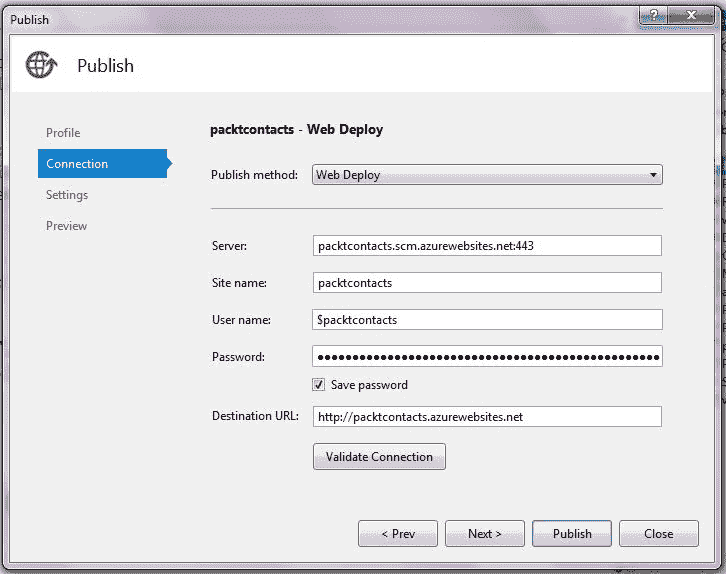 Publish
Publish
Profile
Connection
Settings
Preview
packtcontacts - Web Deploy
Publish method: Web Deploy
Server: packtcontacts.scm.azurewebsites.net:443
Site name: packtcontacts
User name: $packtcontacts
Password: ••••••••••••••••••••••••••••••••••••••••••••••••
Save password
Destination URL: http://packtcontacts.azurewebsites.net
Validate Connection
< Prev Next > Publish Close